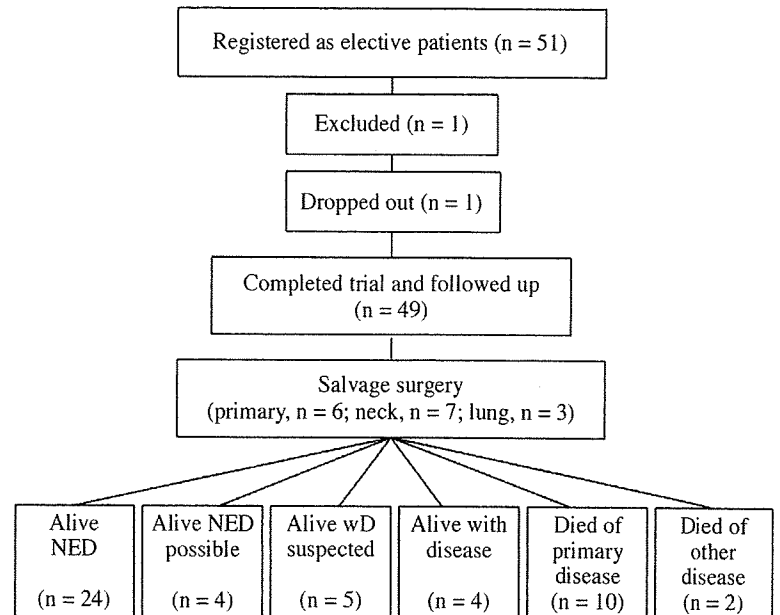 Registered as elective patients (n = 51)
Excluded (n = 1)
Dropped out (n = 1)
Completed trial and followed up
(n = 49)
Salvage surgery
(primary, n = 6; neck, n = 7; lung, n = 3)
Alive
NED
(n = 24)
Alive NED
possible
(n = 4)
Alive wD
suspected
(n = 5)
Alive with
disease
(n = 4)
Died of
primary
disease
(n = 10)
Died of
other
disease
(n = 2)